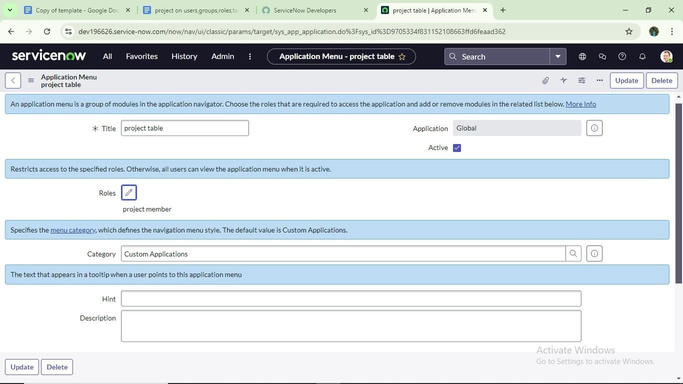 Copy of template - Google Doc
project on users,groups,roles.t
ServiceNow Developers
project table | Application Men
dev196626.service-now.com/now/nav/ui/classic/params/target/sys_app_application.do%3Fsys_id%3D9705334f831152108663ffd6feead362
servicenow
All Favorites History Admin
Application Menu - project table
Search
Application Menu
project table
Update Delete
An application menu is a group of modules in the application navigator. Choose the roles that are required to access the application and add or remove modules in the related list below. More Info
Title project table
Application Global
Active
Restricts access to the specified roles. Otherwise, all users can view the application menu when it is active.
Roles
project member
Specifies the menu category, which defines the navigation menu style. The default value is Custom Applications.
Category Custom Applications
The text that appears in a tooltip when a user points to this application menu
Hint
Description
Activate Windows
Go to Settings to activate Windows.
Update Delete